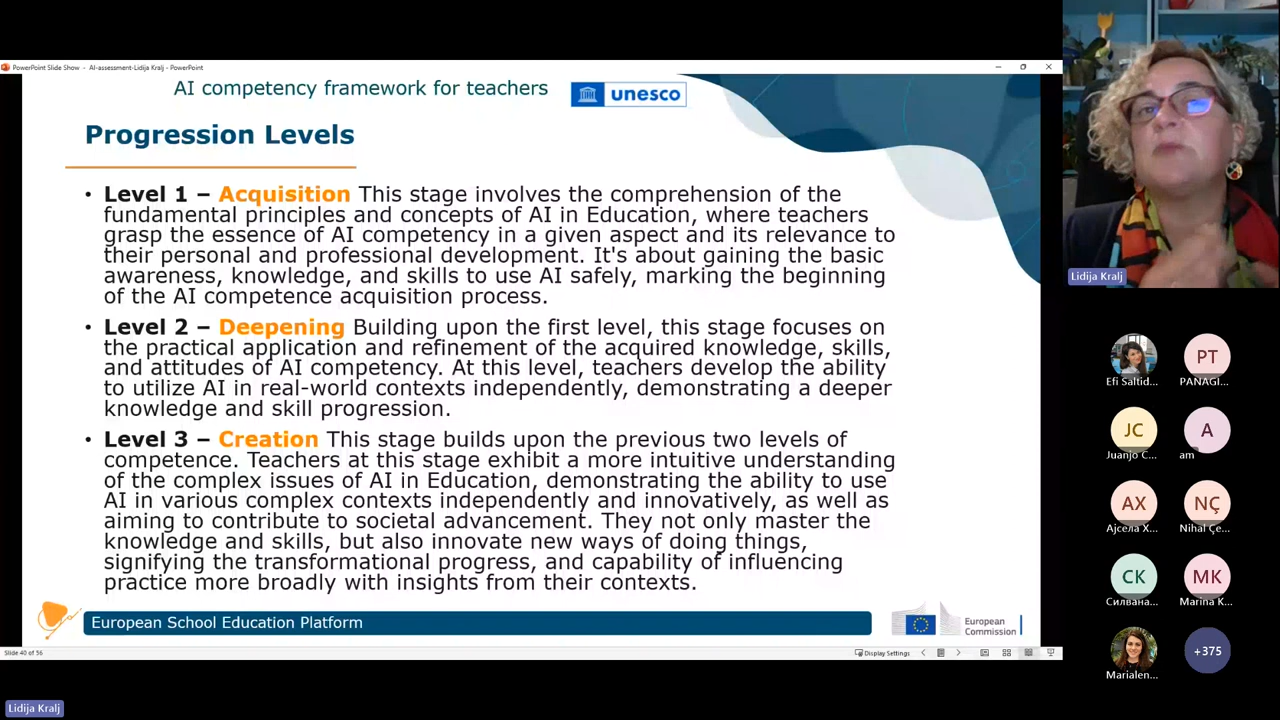 PowerPoint Slide Show - AI-assessment-Lidija Kralj - PowerPoint
AI competency framework for teachers
unesco
Progression Levels
• Level 1 – Acquisition This stage involves the comprehension of the
fundamental principles and concepts of AI in Education, where teachers
grasp the essence of AI competency in a given aspect and its relevance to
their personal and professional development. It's about gaining the basic
awareness, knowledge, and skills to use AI safely, marking the beginning
of the AI competence acquisition process.
• Level 2 – Deepening Building upon the first level, this stage focuses on
the practical application and refinement of the acquired knowledge, skills,
and attitudes of AI competency. At this level, teachers develop the ability
to utilize AI in real-world contexts independently, demonstrating a deeper
knowledge and skill progression.
• Level 3 – Creation This stage builds upon the previous two levels of
competence. Teachers at this stage exhibit a more intuitive understanding
of the complex issues of AI in Education, demonstrating the ability to use
AI in various complex contexts independently and innovatively, as well as
aiming to contribute to societal advancement. They not only master the
knowledge and skills, but also innovate new ways of doing things,
signifying the transformational progress, and capability of influencing
practice more broadly with insights from their contexts.
European School Education Platform
European
Commission
Slide 40 of 56
Display Settings
Lidija Kralj
Lidija Kralj
PT
Efi Saltid...
PANAGI...
JC
A
Juanjo C...
am
AX
NÇ
Ајсела Х...
Nihal Çe...
СК
MK
Силвана...
Marina K...
Marialen...
+375